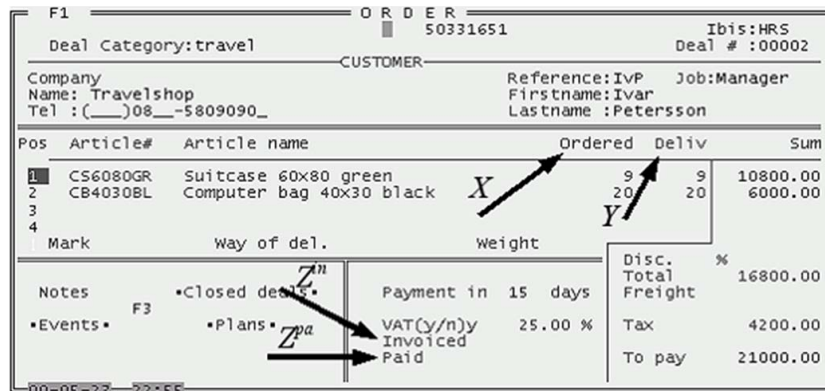 F1 O R D E R
50331651 Ibis:HRS
Deal Category:travel Deal # :00002
CUSTOMER
Company Reference:IvP Job:Manager
Name: Travelshop Firstname:Ivar
Tel :(___)08__-5809090_ Lastname :Petersson
Pos Article# Article name Ordered Deliv Sum
1 CS6080GR Suitcase 60x80 green 9 9 10800.00
2 CB4030BL Computer bag 40x30 black 20 20 6000.00
X
Y
3
4
Mark Way of del. Weight
Disc. %
Z^in
Total 16800.00
Notes •Closed deals• Payment in 15 days Freight
F3
•Events• •Plans• VAT(y/n)y 25.00 % Tax 4200.00
Z^pa
Invoiced
Paid To pay 21000.00